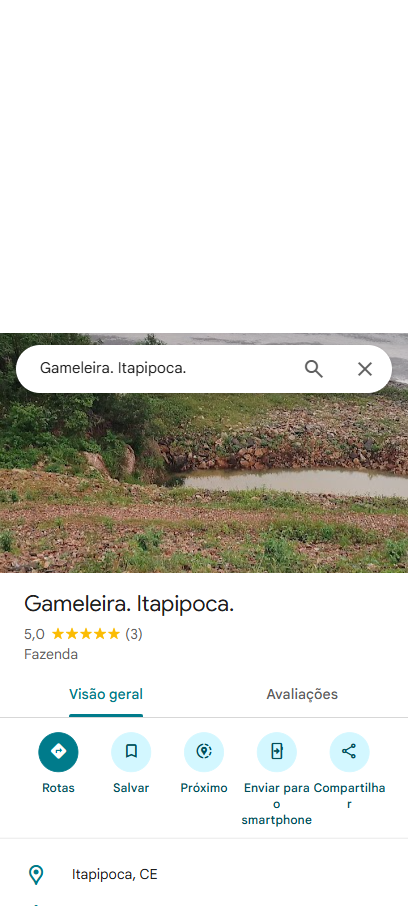 Gameleira. Itapipoca.
Gameleira. Itapipoca.
5,0 (3)
Fazenda
Visão geral Avaliações
Rotas Salvar Próximo Enviar para o smartphone Compartilhar
Itapipoca, CE